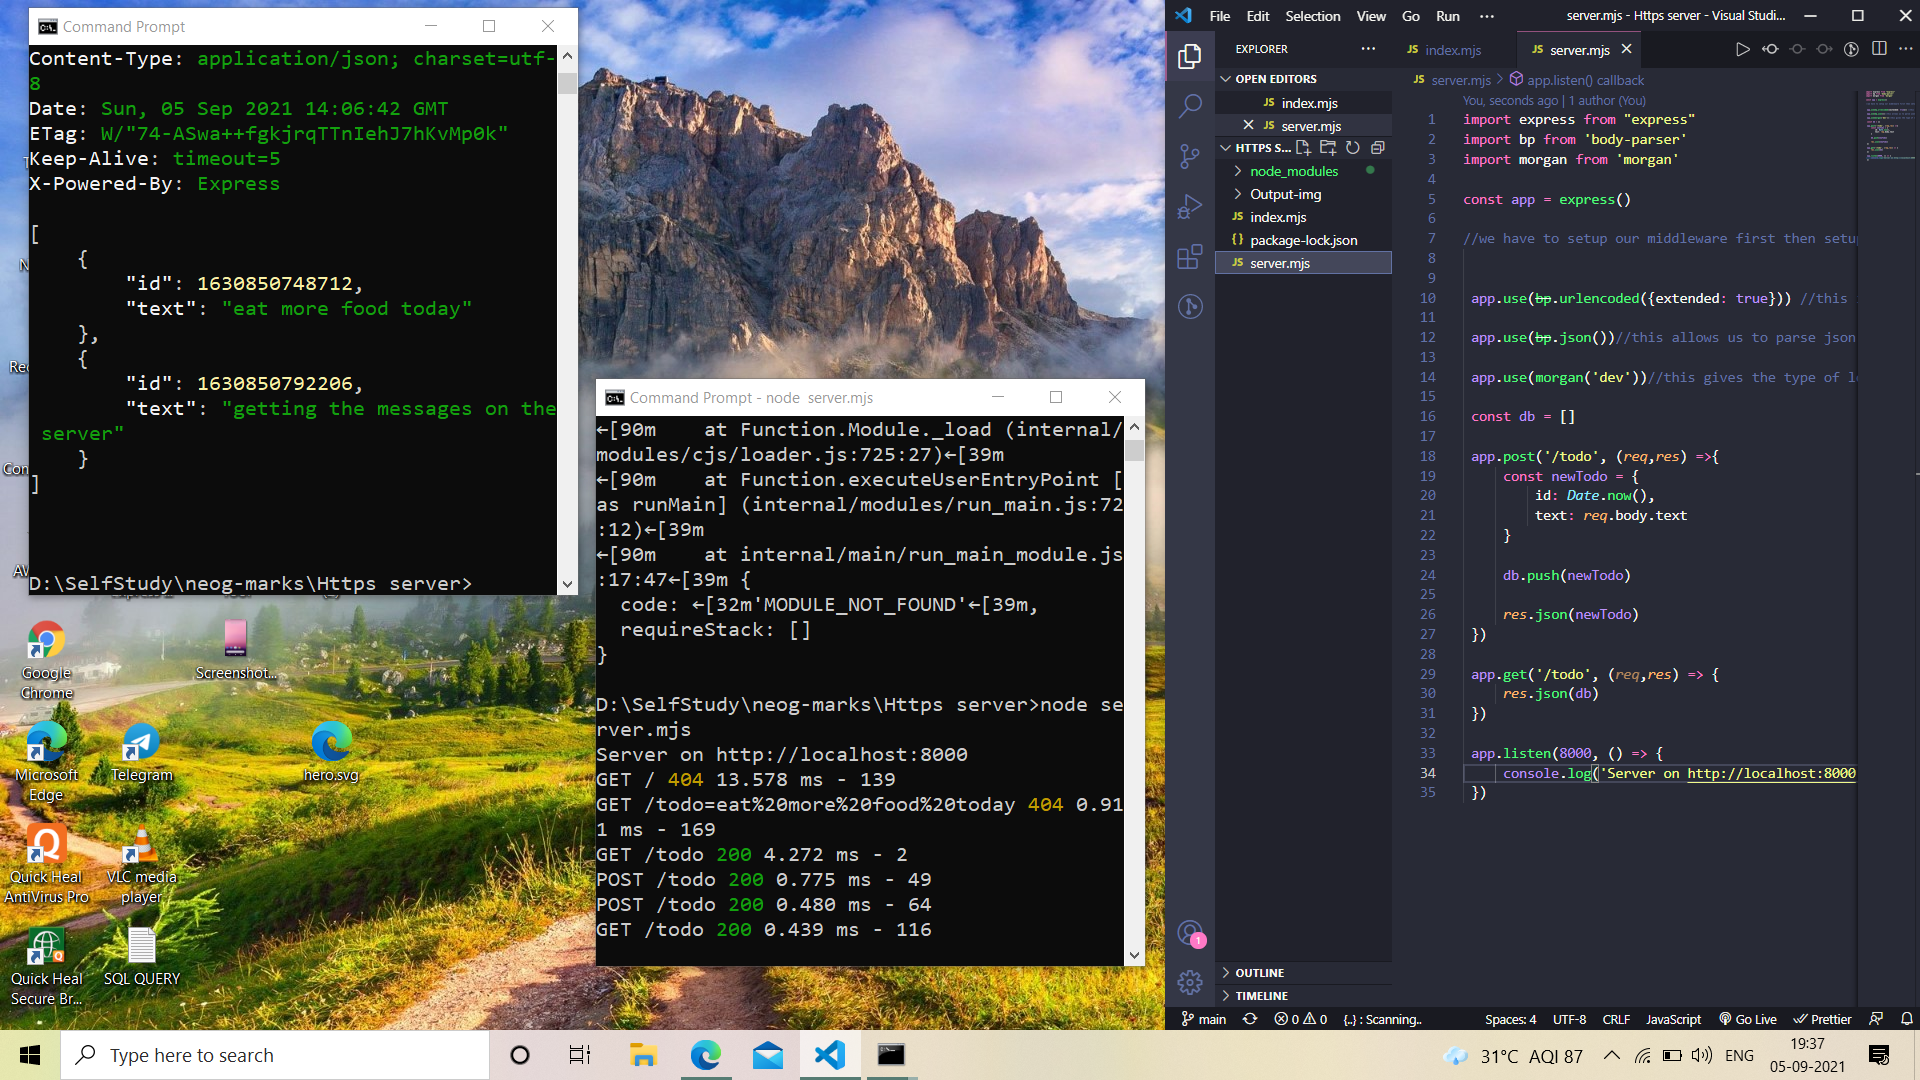 Command Prompt
Content-Type: application/json; charset=utf-
8
Date: Sun, 05 Sep 2021 14:06:42 GMT
ETag: W/"74-ASwa++fgkjrqTTnIehJ7hKvMp0k"
Keep-Alive: timeout=5
X-Powered-By: Express
[
{
"id": 1630850748712,
"text": "eat more food today"
},
{
"id": 1630850792206,
"text": "getting the messages on the
server"
}
]
D:\SelfStudy\neog-marks\Https server>
Google
Chrome
Screenshot...
Microsoft
Edge
Telegram
hero.svg
Quick Heal
AntiVirus Pro
VLC media
player
Quick Heal
Secure Br...
SQL QUERY
Command Prompt - node server.mjs
←[90m    at Function.Module._load (internal/
modules/cjs/loader.js:725:27)←[39m
←[90m    at Function.executeUserEntryPoint [
as runMain] (internal/modules/run_main.js:72
:12)←[39m
←[90m    at internal/main/run_main_module.js
:17:47←[39m {
code: ←[32m'MODULE_NOT_FOUND'←[39m,
requireStack: []
}
D:\SelfStudy\neog-marks\Https server>node se
rver.mjs
Server on http://localhost:8000
GET / 404 13.578 ms - 139
GET /todo=eat%20more%20food%20today 404 0.91
1 ms - 169
GET /todo 200 4.272 ms - 2
POST /todo 200 0.775 ms - 49
POST /todo 200 0.480 ms - 64
GET /todo 200 0.439 ms - 116
File Edit Selection View Go Run ··· server.mjs - Https server - Visual Studi...
EXPLORER
OPEN EDITORS
JS index.mjs
JS server.mjs
HTTPS S...
node_modules
Output-img
JS index.mjs
{} package-lock.json
JS server.mjs
OUTLINE
TIMELINE
1
JS index.mjs JS server.mjs
JS server.mjs > app.listen() callback
You, seconds ago | 1 author (You)
1 import express from "express"
2 import bp from 'body-parser'
3 import morgan from 'morgan'
4
5 const app = express()
6
7 //we have to setup our middleware first then setu
8
9
10 app.use(bp.urlencoded({extended: true})) //this
11
12 app.use(bp.json())//this allows us to parse json
13
14 app.use(morgan('dev'))//this gives the type of l
15
16 const db = []
17
18 app.post('/todo', (req,res) =>{
19 const newTodo = {
20 id: Date.now(),
21 text: req.body.text
22 }
23
24 db.push(newTodo)
25
26 res.json(newTodo)
27 })
28
29 app.get('/todo', (req,res) => {
30 res.json(db)
31 })
32
33 app.listen(8000, () => {
34 console.log('Server on http://localhost:8000
35 })
main 0 0 {..} : Scanning.. Spaces: 4 UTF-8 CRLF JavaScript Go Live Prettier
Type here to search
31°C AQI 87 ENG
19:37
05-09-2021